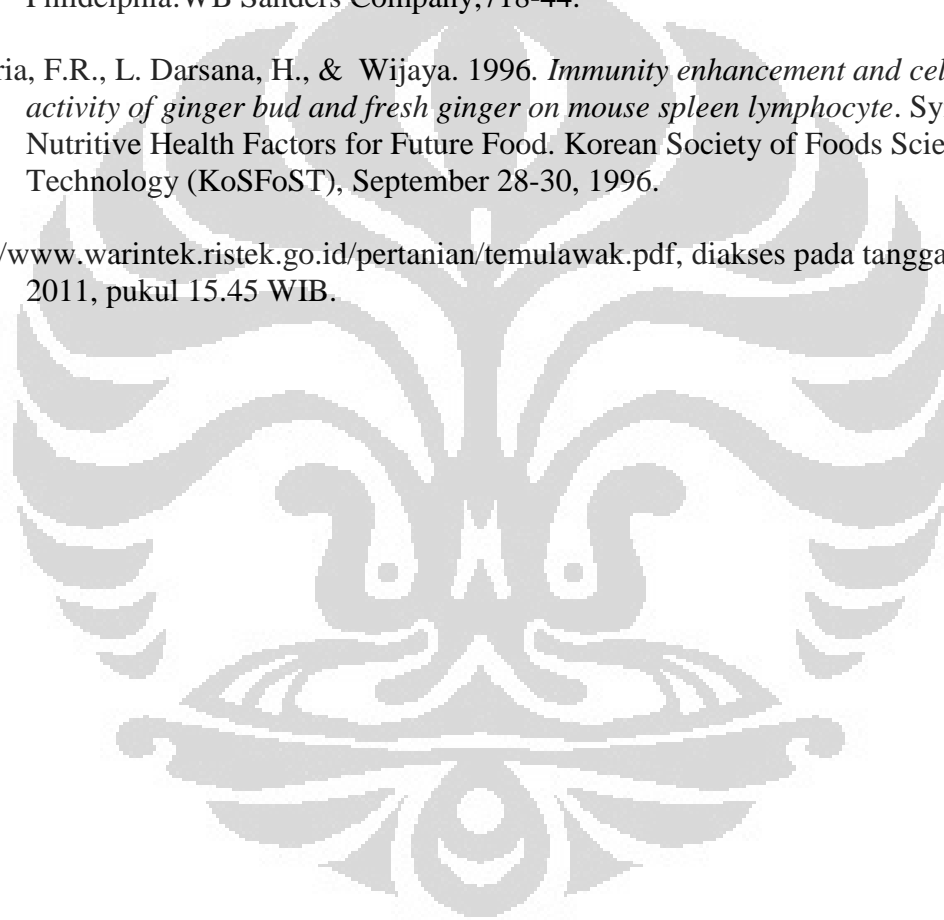 Philadelphia:WB Sanders Company;718-44.
ria, F.R., L. Darsana, H., & Wijaya. 1996. Immunity enhancement and cel
activity of ginger bud and fresh ginger on mouse spleen lymphocyte. Sy
Nutritive Health Factors for Future Food. Korean Society of Foods Scie
Technology (KoSFoST), September 28-30, 1996.
/www.warintek.ristek.go.id/pertanian/temulawak.pdf, diakses pada tangga
2011, pukul 15.45 WIB.